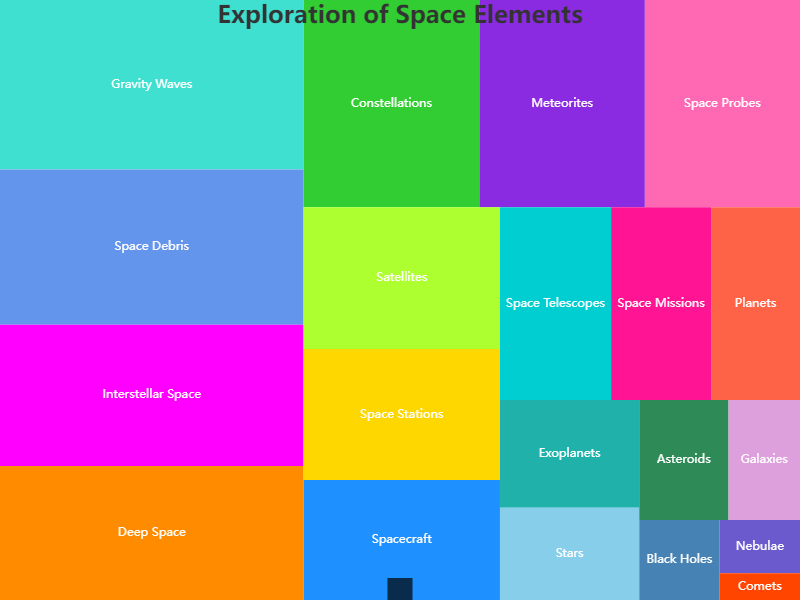 Exploration of Space Elements
Gravity Waves
Constellations
Meteorites
Space Probes
Space Debris
Satellites
Space Telescopes
Space Missions
Planets
Interstellar Space
Space Stations
Exoplanets
Asteroids
Galaxies
Deep Space
Spacecraft
Stars
Black Holes
Nebulae
Comets